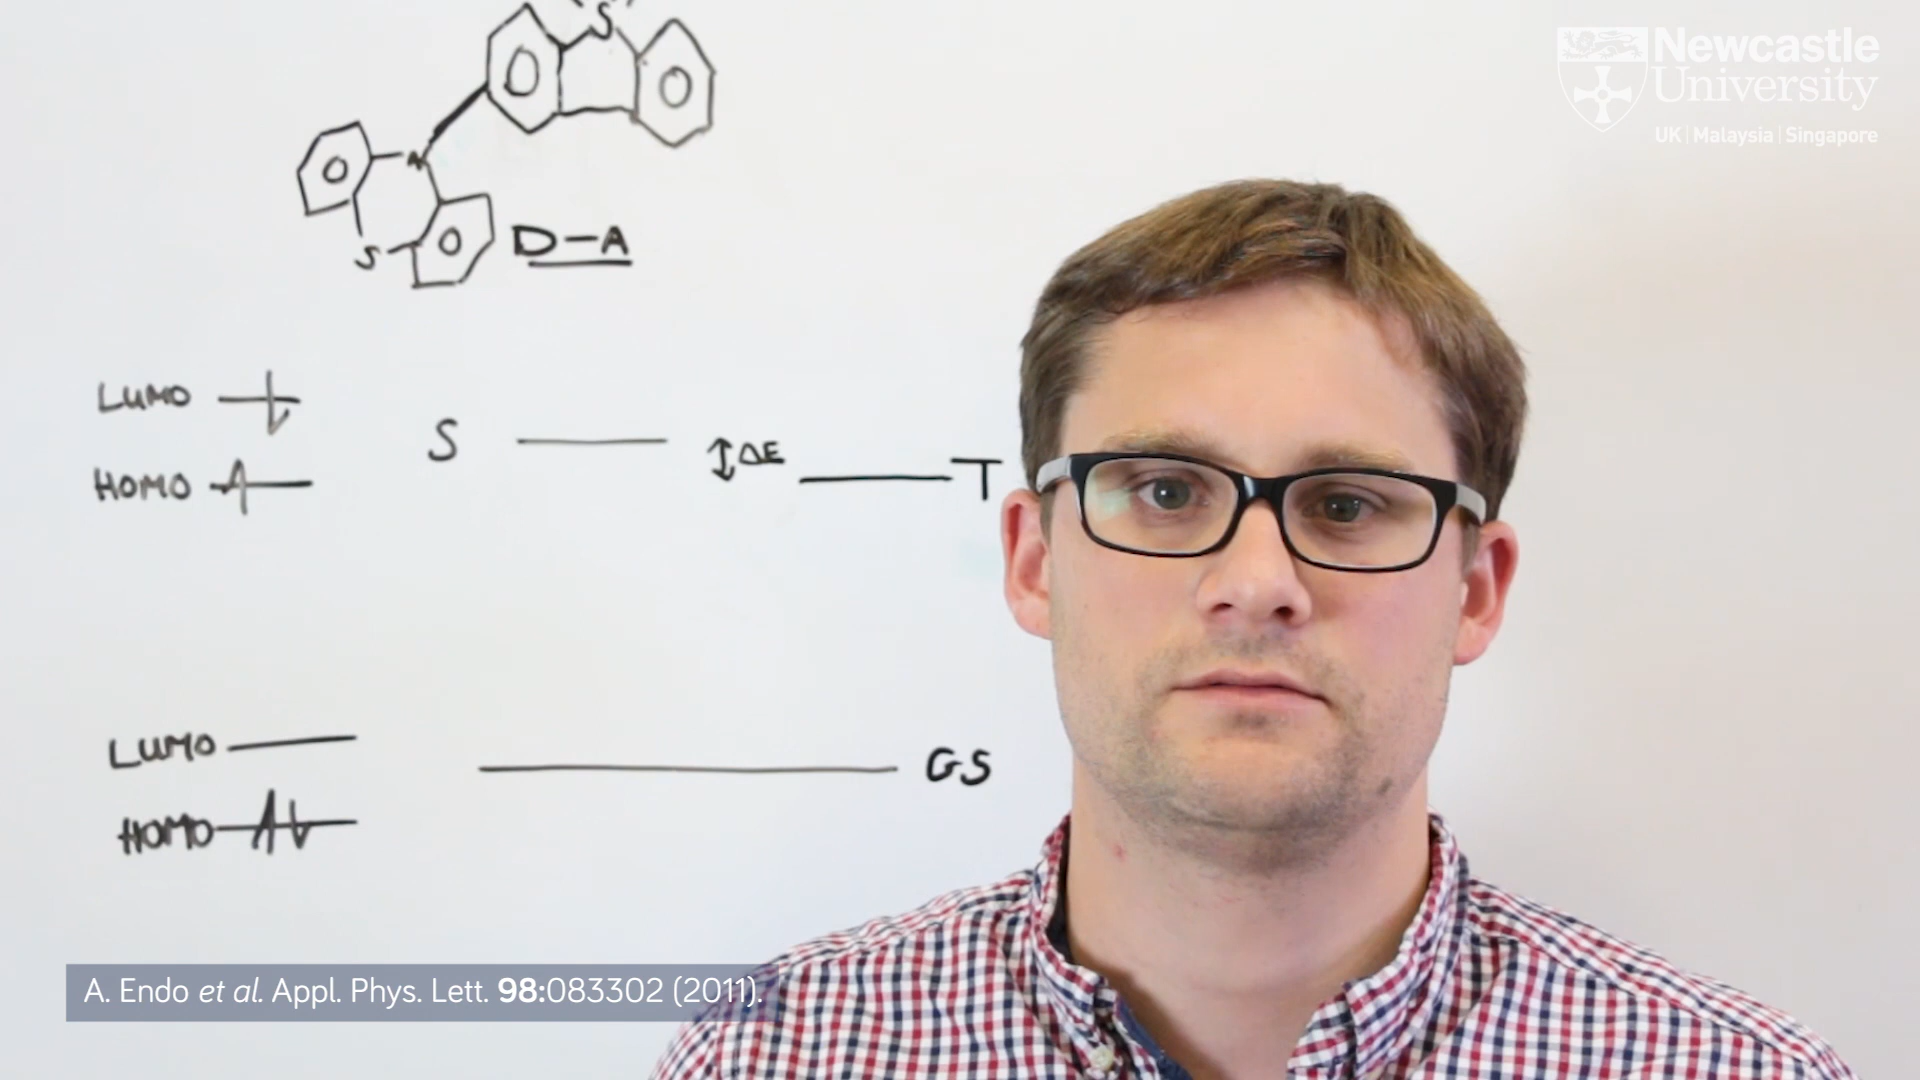 S
Newcastle
University
UK | Malaysia | Singapore
N
S
D-A
LUMO
HOMO
S
ΔE
T
LUMO
HOMO
GS
A. Endo et al. Appl. Phys. Lett. 98:083302 (2011).